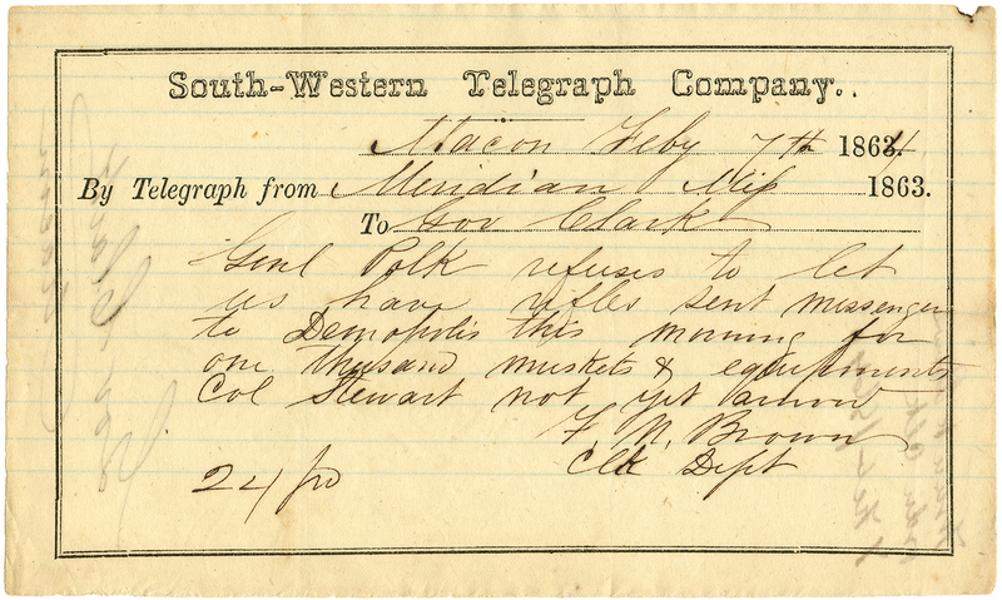 South-Western Telegraph Company..
Macon Feby 7th 1863.4
By Telegraph from Meridian Miss 1863.
To Gov Clark
Genl Polk refuses to let
us have rifles sent messenger
to Demopolis this morning for
one thousand muskets & equipments
Col Stewart not yet arrived
F. N. Brown
Clk Dept
24/pd